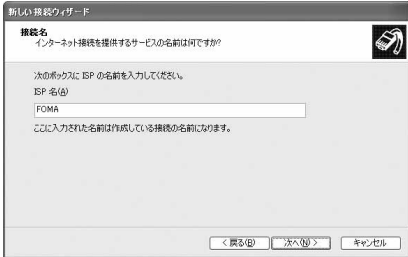 新しい接続ウィザード
接続名
インターネット接続を提供するサービスの名前は何ですか?
次のボックスに ISP の名前を入力してください。
ISP 名(A)
FOMA
ここに入力された名前は作成している接続の名前になります。
< 戻る(B) 次へ(N) > キャンセル